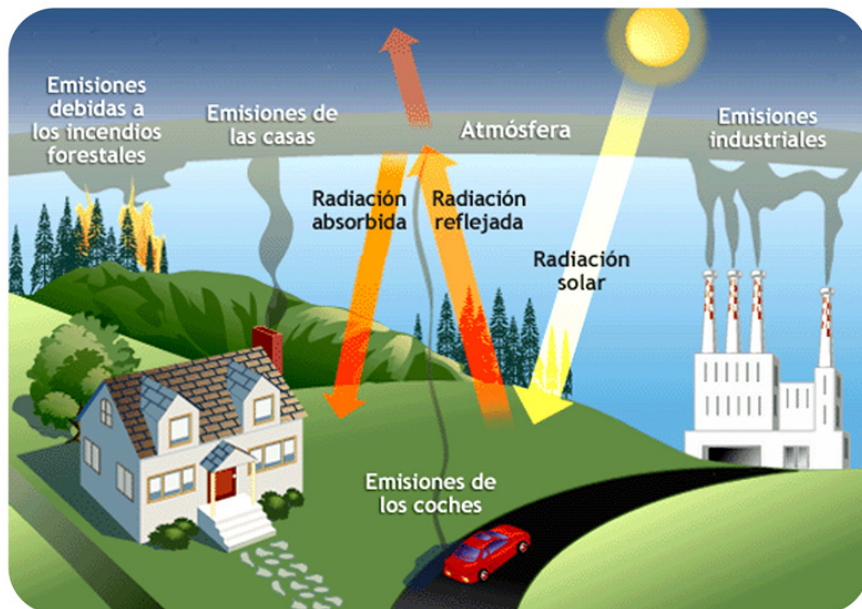 Emisiones
debidas a
los incendios
forestales
Emisiones de
las casas
Atmósfera
Emisiones
industriales
Radiación
absorbida
Radiación
reflejada
Radiación
solar
Emisiones de
los coches